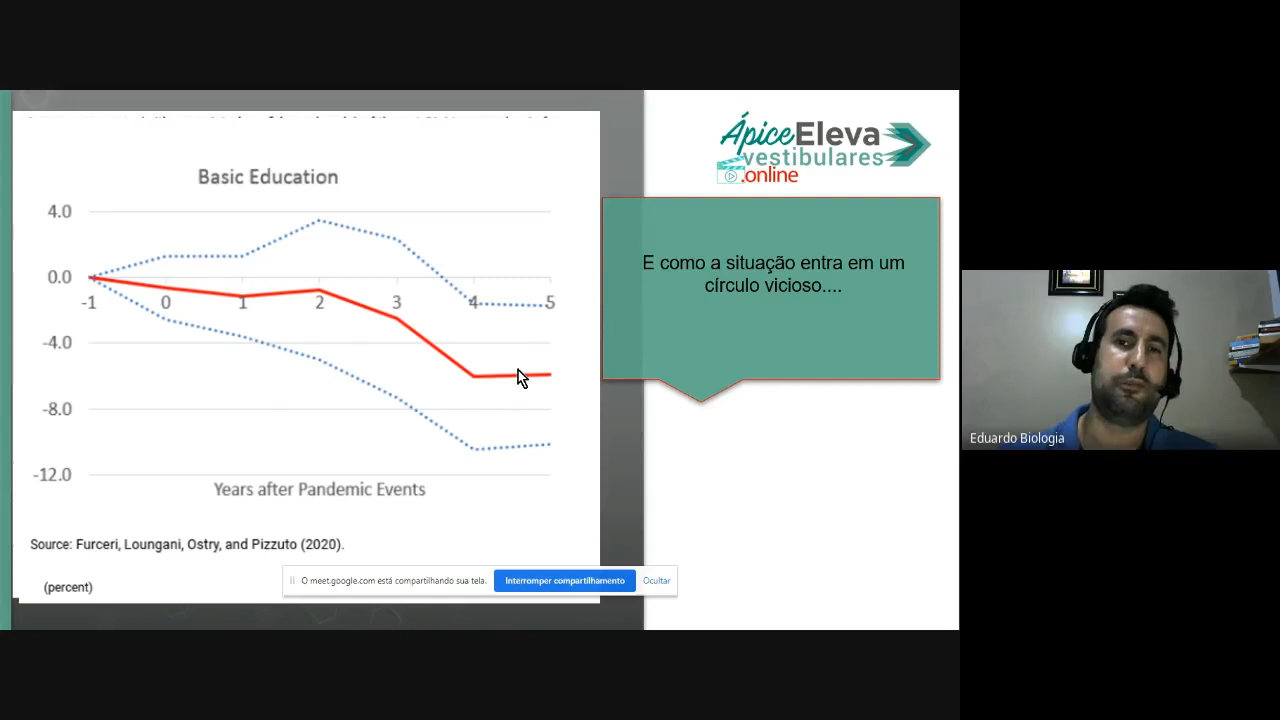 Basic Education
4.0
0.0
-1 0 1 2 3 4 5
-4.0
-8.0
-12.0
Years after Pandemic Events
Source: Furceri, Loungani, Ostry, and Pizzuto (2020).
(percent)
ÁpiceEleva
vestibulares
.online
E como a situação entra em um
círculo vicioso....
O meet.google.com está compartilhando sua tela.
Interromper compartilhamento
Ocultar
Eduardo Biologia